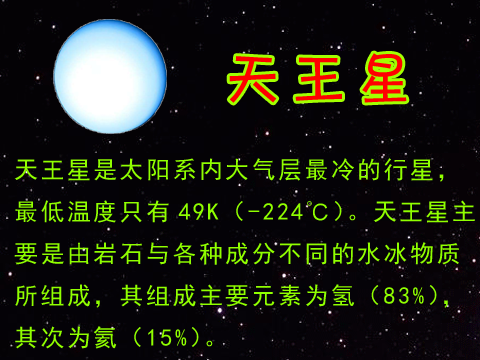 天王星
天王星是太阳系内大气层最冷的行星，
最低温度只有49K（-224℃）。天王星主
要是由岩石与各种成分不同的水冰物质
所组成，其组成主要元素为氢（83%），
其次为氦（15%）。